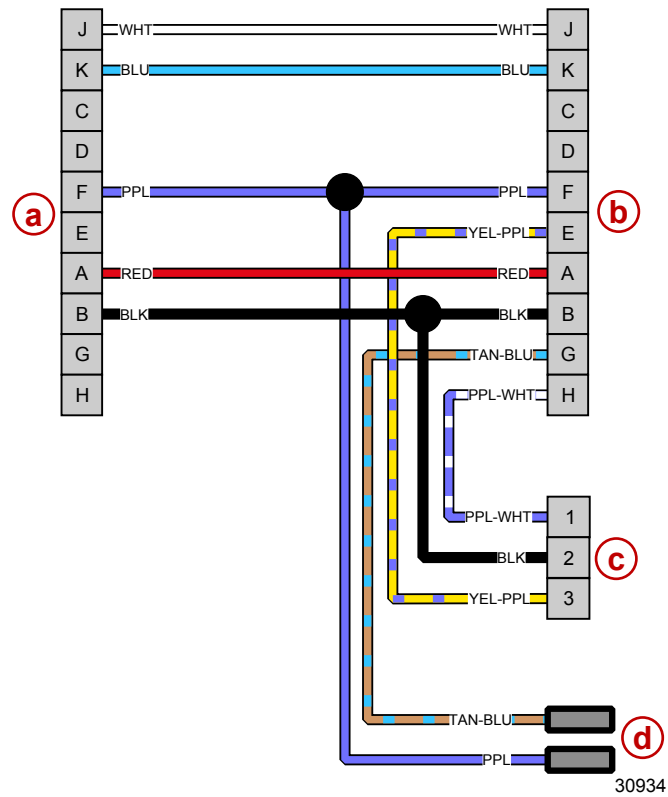 J WHT WHT J
K BLU BLU K
C C
D D
F PPL PPL F
a b
E YEL-PPL E
A RED RED A
B BLK BLK B
G TAN-BLU G
H PPL-WHT H
PPL-WHT 1
BLK 2 c
YEL-PPL 3
TAN-BLU
d
PPL
30934